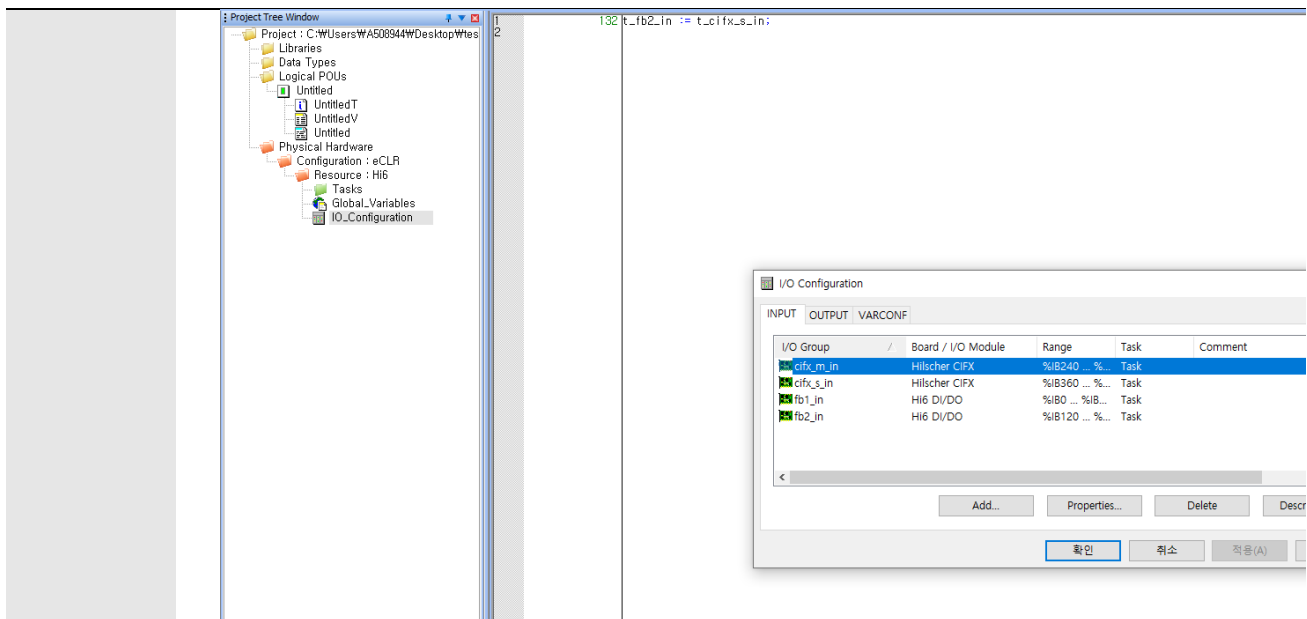 Project Tree Window
Project : C:₩Users₩A508944₩Desktop₩tes
Libraries
Data Types
Logical POUs
Untitled
UntitledT
UntitledV
Untitled
Physical Hardware
Configuration : eCLR
Resource : Hi6
Tasks
Global_Variables
IO_Configuration
1
2
132 t_fb2_in := t_cifx_s_in;
I/O Configuration
INPUT OUTPUT VARCONF
I/O Group / Board / I/O Module Range Task Comment
cifx_m_in Hilscher CIFX %IB240 ... %... Task
cifx_s_in Hilscher CIFX %IB360 ... %... Task
fb1_in Hi6 DI/DO %IB0 ... %IB... Task
fb2_in Hi6 DI/DO %IB120 ... %... Task
Add... Properties... Delete Descr
확인 취소 적용(A)